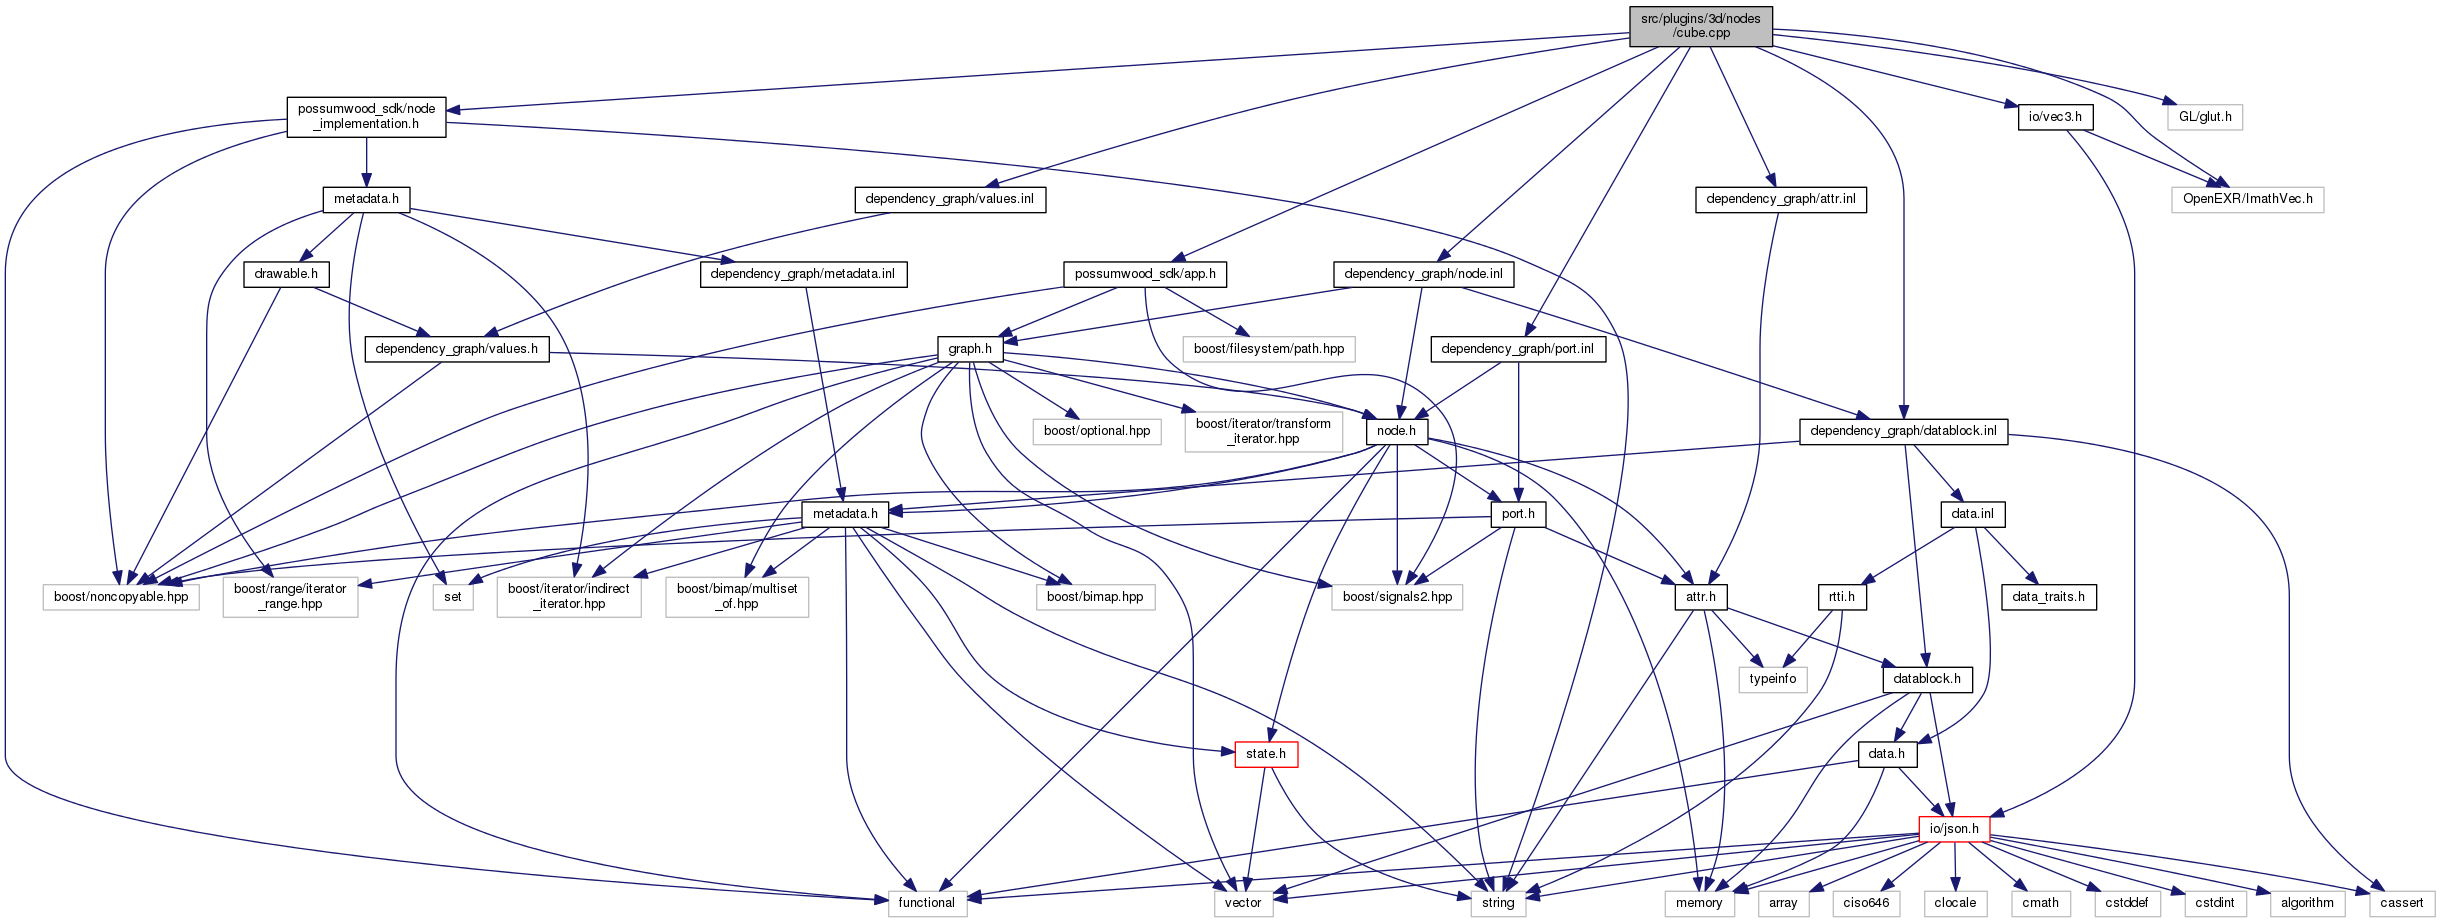 src/plugins/3d/nodes
/cube.cpp
possumwood_sdk/node
_implementation.h
io/vec3.h
GL/glut.h
metadata.h
dependency_graph/values.inl
dependency_graph/attr.inl
OpenEXR/ImathVec.h
drawable.h
dependency_graph/metadata.inl
possumwood_sdk/app.h
dependency_graph/node.inl
dependency_graph/values.h
graph.h
boost/filesystem/path.hpp
dependency_graph/port.inl
boost/optional.hpp
boost/iterator/transform
_iterator.hpp
node.h
dependency_graph/datablock.inl
metadata.h
port.h
data.inl
boost/noncopyable.hpp
boost/range/iterator
_range.hpp
set
boost/iterator/indirect
_iterator.hpp
boost/bimap/multiset
_of.hpp
boost/bimap.hpp
boost/signals2.hpp
attr.h
rtti.h
data_traits.h
typeinfo
datablock.h
state.h
data.h
io/json.h
functional
vector
string
memory
array
ciso646
clocale
cmath
cstddef
cstdint
algorithm
cassert